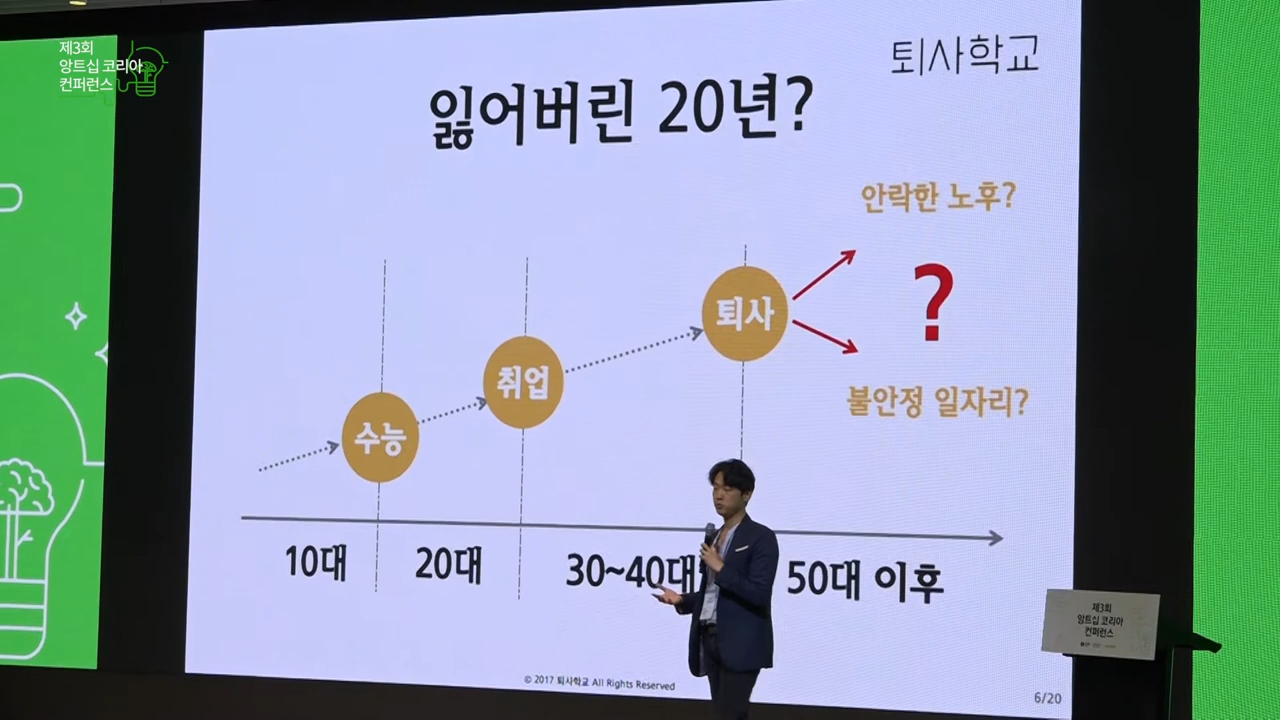 제3회
앙트십 코리아
컨퍼런스
퇴사학교
잃어버린 20년?
안락한 노후?
?
불안정 일자리?
퇴사
취업
수능
10대
20대
30~40대
50대 이후
© 2017 퇴사학교 All Rights Reserved
6/20
제3회
앙트십 코리아
컨퍼런스